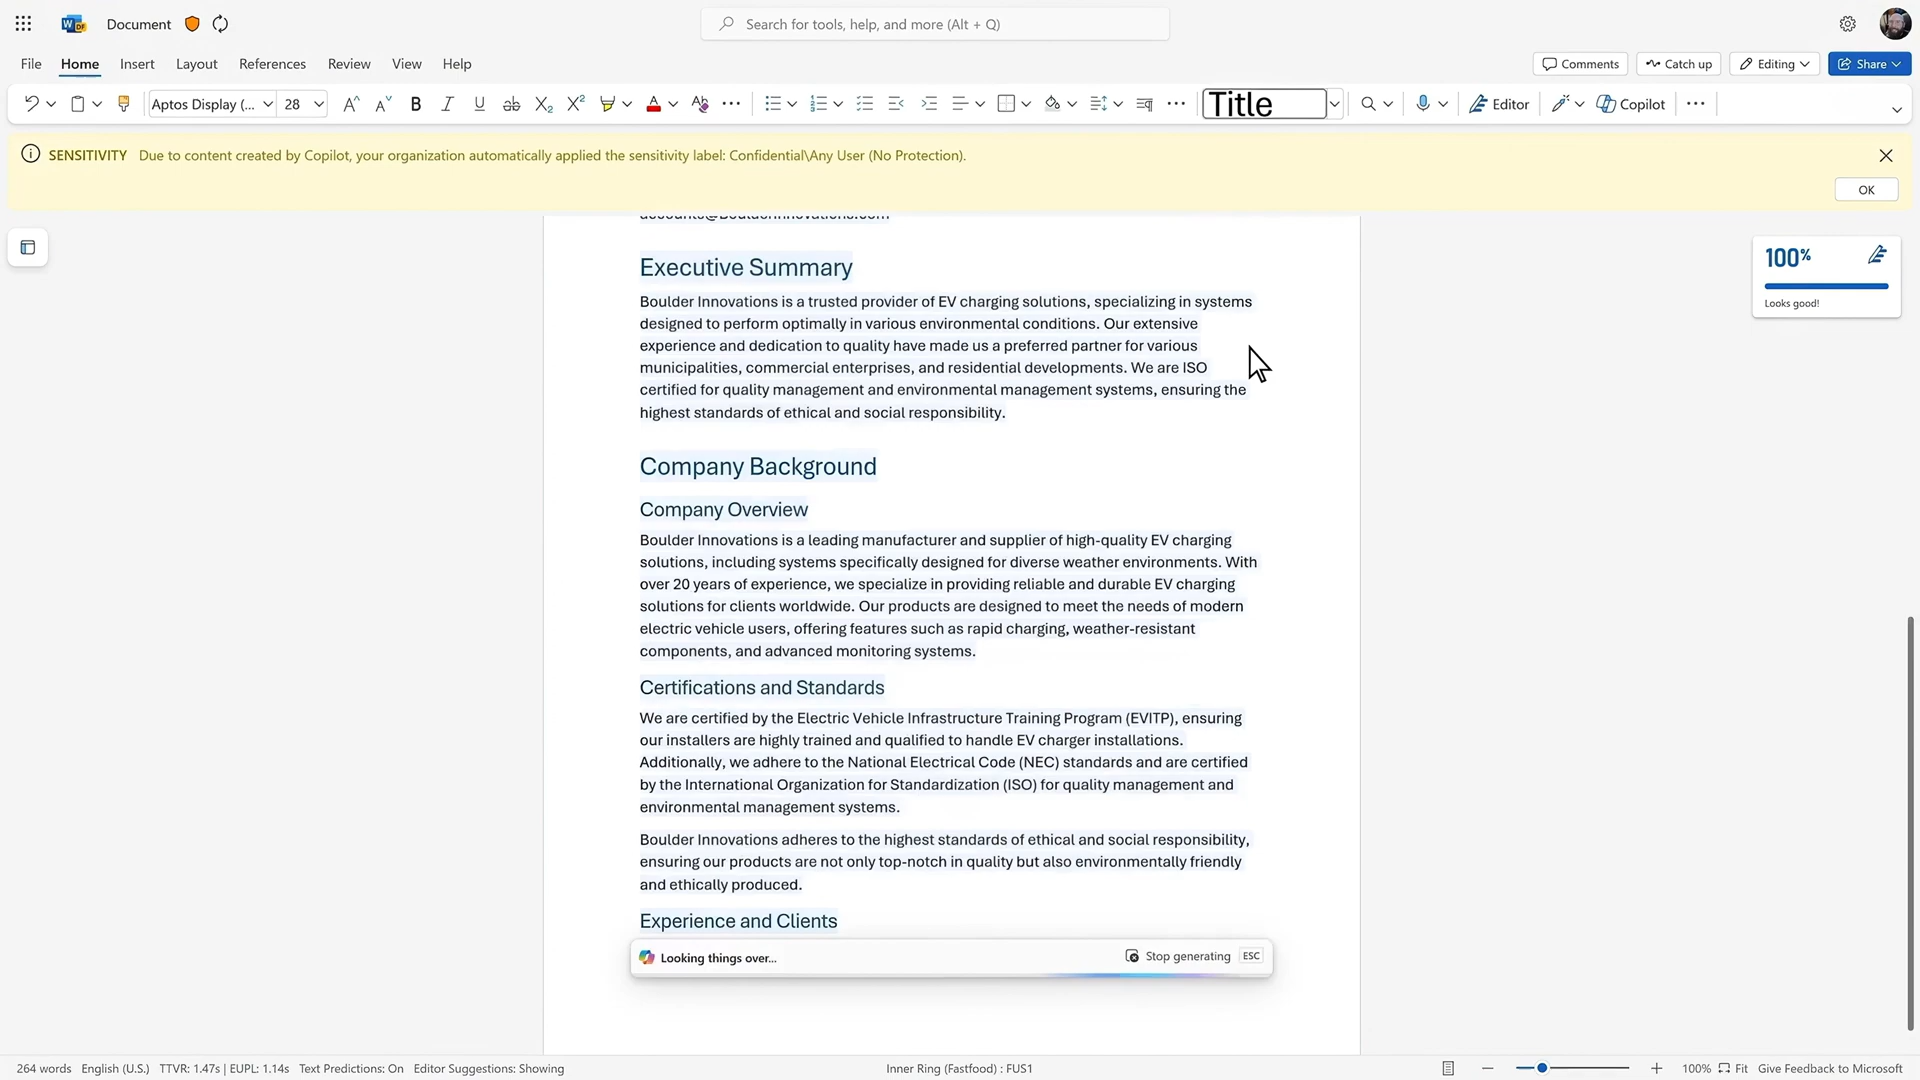 Document
Search for tools, help, and more (Alt + Q)
File Home Insert Layout References Review View Help
Comments Catch up Editing Share
Aptos Display (... 28 Title Editor Copilot
SENSITIVITY Due to content created by Copilot, your organization automatically applied the sensitivity label: Confidential\Any User (No Protection).
OK
accounts@BoulderInnovations.com
100%
Looks good!
Executive Summary
Boulder Innovations is a trusted provider of EV charging solutions, specializing in systems
designed to perform optimally in various environmental conditions. Our extensive
experience and dedication to quality have made us a preferred partner for various
municipalities, commercial enterprises, and residential developments. We are ISO
certified for quality management and environmental management systems, ensuring the
highest standards of ethical and social responsibility.
Company Background
Company Overview
Boulder Innovations is a leading manufacturer and supplier of high-quality EV charging
solutions, including systems specifically designed for diverse weather environments. With
over 20 years of experience, we specialize in providing reliable and durable EV charging
solutions for clients worldwide. Our products are designed to meet the needs of modern
electric vehicle users, offering features such as rapid charging, weather-resistant
components, and advanced monitoring systems.
Certifications and Standards
We are certified by the Electric Vehicle Infrastructure Training Program (EVITP), ensuring
our installers are highly trained and qualified to handle EV charger installations.
Additionally, we adhere to the National Electrical Code (NEC) standards and are certified
by the International Organization for Standardization (ISO) for quality management and
environmental management systems.
Boulder Innovations adheres to the highest standards of ethical and social responsibility,
ensuring our products are not only top-notch in quality but also environmentally friendly
and ethically produced.
Experience and Clients
Looking things over... Stop generating ESC
264 words English (U.S.) TTVR: 1.47s | EUPL: 1.14s Text Predictions: On Editor Suggestions: Showing Inner Ring (Fastfood) : FUS1 100% Fit Give Feedback to Microsoft